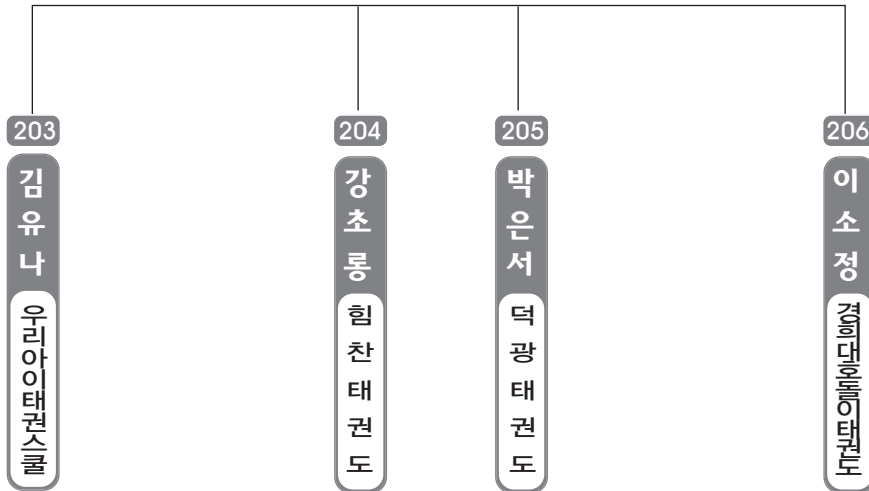 203
김유나
우리아이태권스쿨
204
강초롱
힘찬태권도
205
박은서
덕광태권도
206
이소정
경희대호돌이태권도